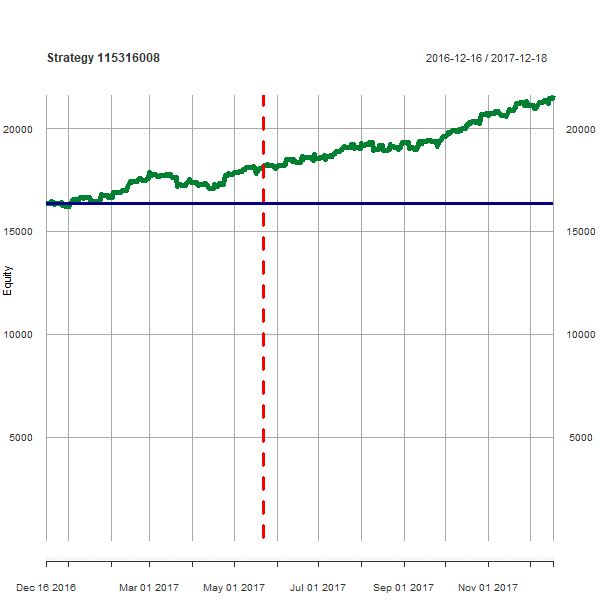 Strategy 115316008
2016-12-16 / 2017-12-18
20000
20000
15000
15000
Equity
10000
10000
5000
5000
Dec 16 2016
Mar 01 2017
May 01 2017
Jul 01 2017
Sep 01 2017
Nov 01 2017